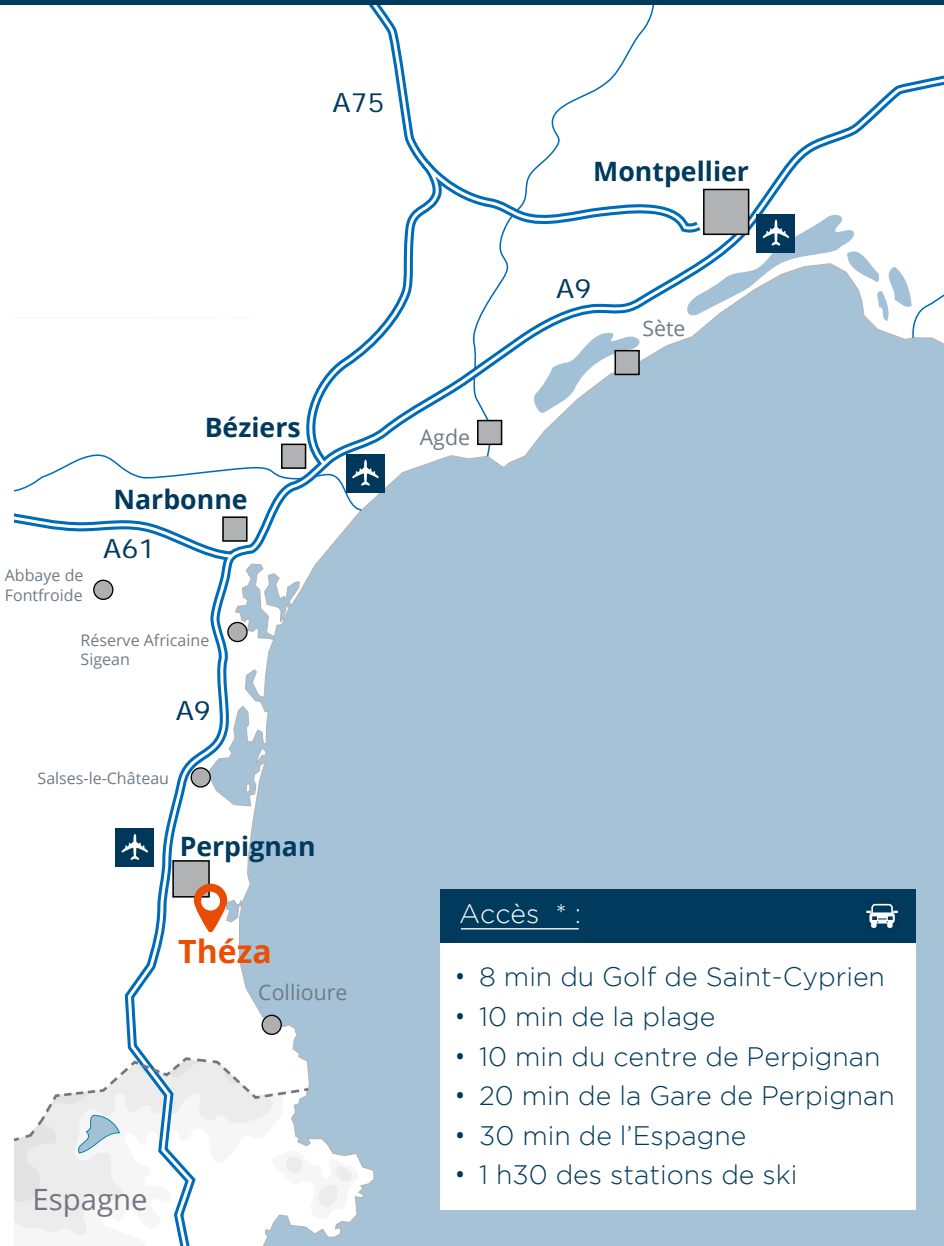 A75
Montpellier
A9
Sète
Béziers
Agde
Narbonne
A61
Abbaye de
Fontfroide
Réserve Africaine
Sigean
A9
Salses-le-Château
Perpignan
Théza
Collioure
Espagne
Accès * :
• 8 min du Golf de Saint-Cyprien
• 10 min de la plage
• 10 min du centre de Perpignan
• 20 min de la Gare de Perpignan
• 30 min de l'Espagne
• 1 h30 des stations de ski